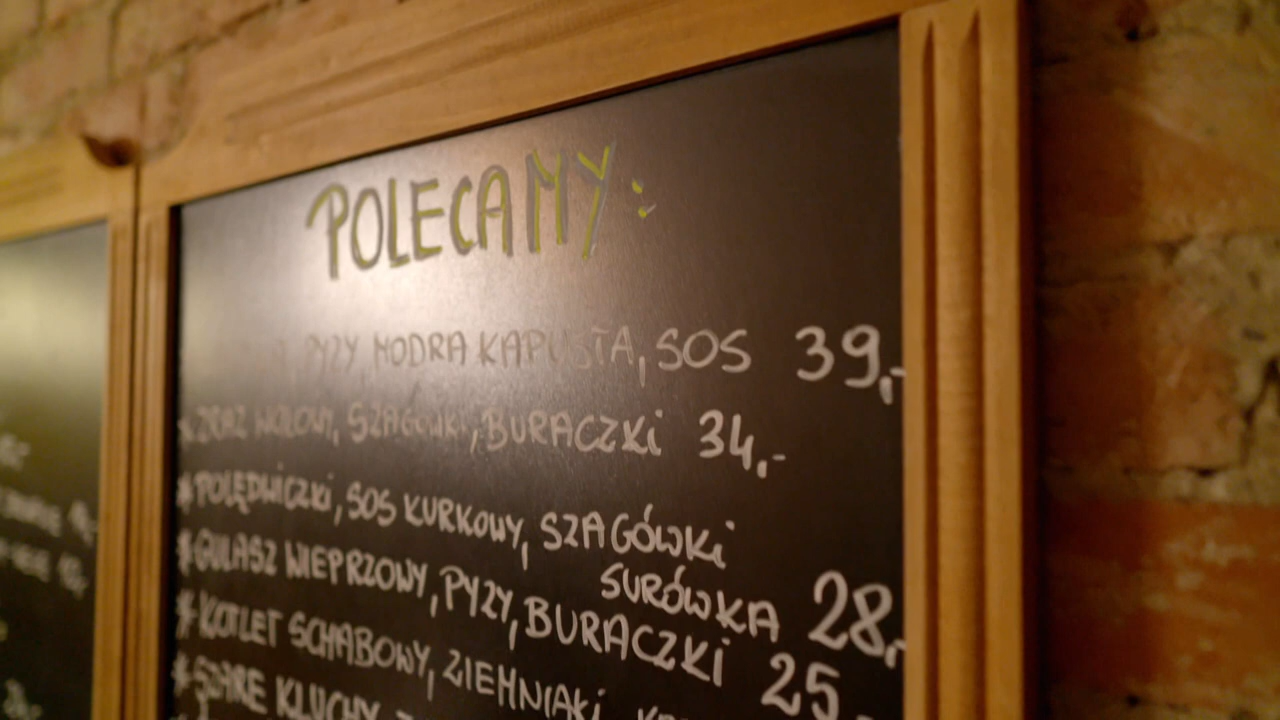 POLECAMY:
PYZY, MODRA KAPUSTA, SOS 39,-
*ZRAZ WOŁOWY, SZAGÓWKI, BURACZKI 34,-
*POLĘDWICZKI, SOS KURKOWY, SZAGÓWKI
SURÓWKA 28,-
*GULASZ WIEPRZOWY, PYZY, BURACZKI 25,
*KOTLET SCHABOWY, ZIEMNIAKI,
*SZARE KLUCHY